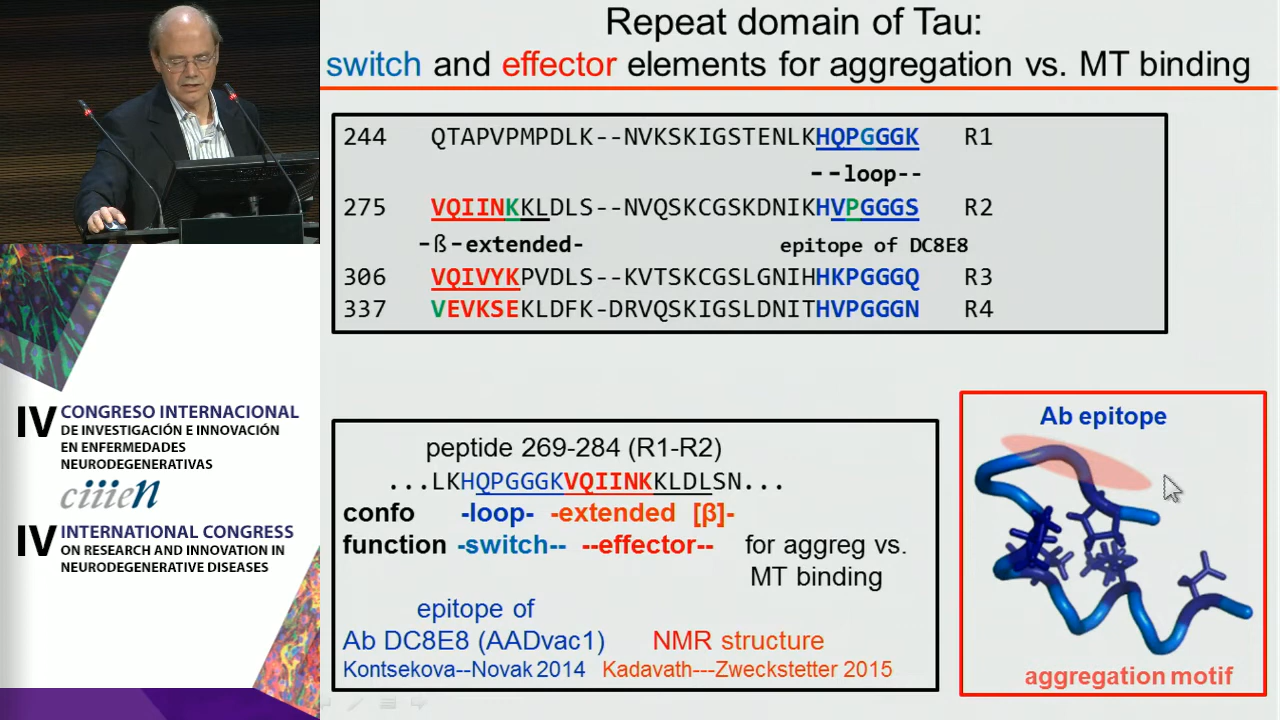 Repeat domain of Tau:
switch and effector elements for aggregation vs. MT binding
244 QTAPVPMPDLK--NVKSKIGSTENLKHQPGGGK R1
--loop--
275 VQIINKKLDLS--NVQSKCGSKDNIKHVPGGGS R2
-ß-extended- epitope of DC8E8
306 VQIVYKPVDLS--KVTSKCGSLGNIHHKPGGGQ R3
337 VEVKSEKLDFK-DRVQSKIGSLDNITHVPGGGN R4
IV CONGRESO INTERNACIONAL
DE INVESTIGACIÓN E INNOVACIÓN
EN ENFERMEDADES
NEURODEGENERATIVAS
ciiien
IV INTERNATIONAL CONGRESS
ON RESEARCH AND INNOVATION IN
NEURODEGENERATIVE DISEASES
peptide 269-284 (R1-R2)
...LKHQPGGGKVQIINKKLDLSN...
confo -loop- -extended [β]-
function -switch-- --effector-- for aggreg vs.
MT binding
epitope of
Ab DC8E8 (AADvac1) NMR structure
Kontsekova--Novak 2014 Kadavath---Zweckstetter 2015
Ab epitope
aggregation motif